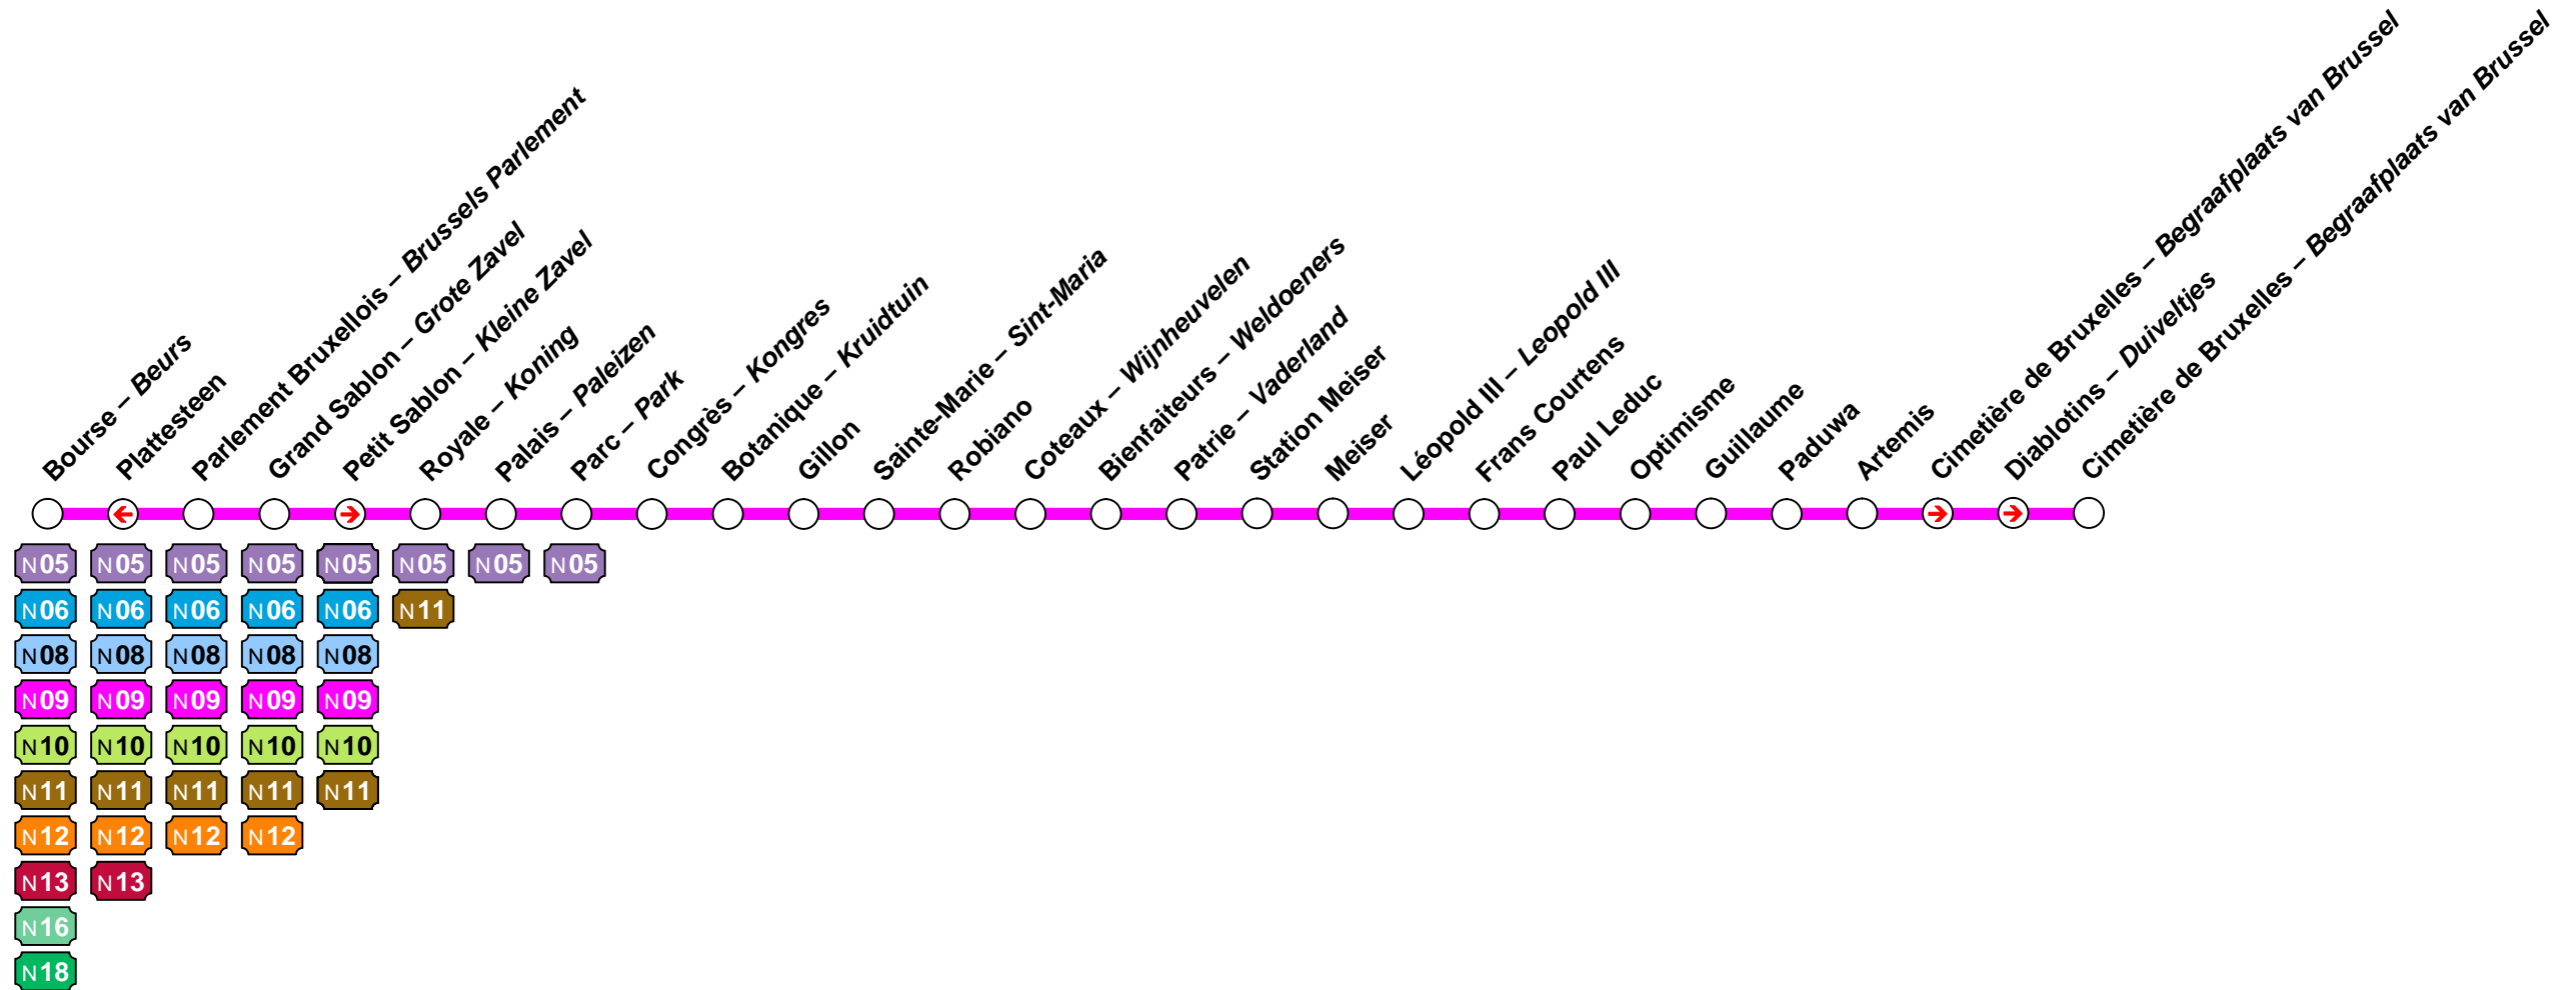 Bourse – Beurs
Plattesteen
Parlement Bruxellois – Brussels Parlement
Grand Sablon – Grote Zavel
Petit Sablon – Kleine Zavel
Royale – Koning
Palais – Paleizen
Parc – Park
Congrès – Kongres
Botanique – Kruidtuin
Gillon
Sainte-Marie – Sint-Maria
Robiano
Coteaux – Wijnheuvelen
Bienfaiteurs – Weldoeners
Patrie – Vaderland
Station Meiser
Meiser
Léopold III – Leopold III
Frans Courtens
Paul Leduc
Optimisme
Guillaume
Paduwa
Artemis
Cimetière de Bruxelles – Begraafplaats van Brussel
Diablotins – Duiveltjes
Cimetière de Bruxelles – Begraafplaats van Brussel
N05 N05 N05 N05 N05 N05 N05 N05
N06 N06 N06 N06 N06 N11
N08 N08 N08 N08 N08
N09 N09 N09 N09 N09
N10 N10 N10 N10 N10
N11 N11 N11 N11 N11
N12 N12 N12 N12
N13 N13
N16
N18